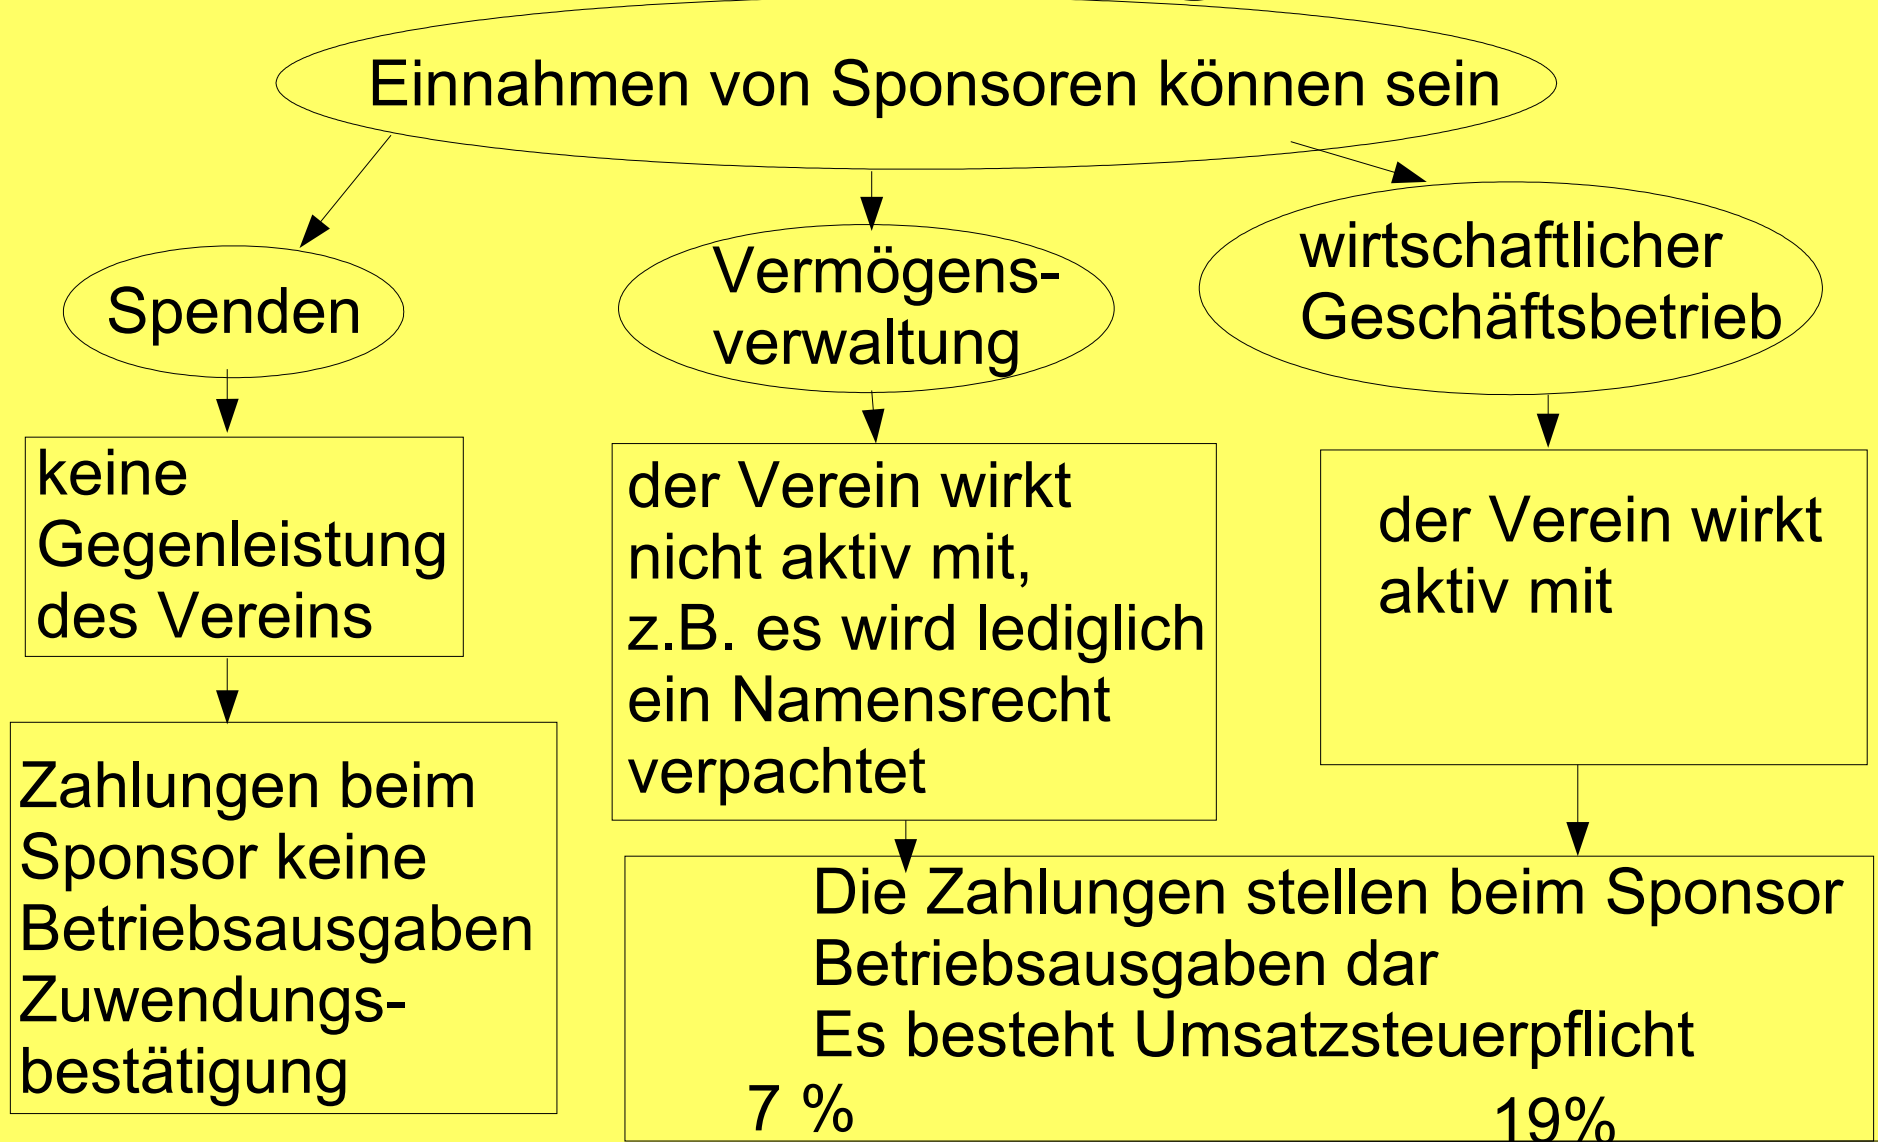 Einnahmen von Sponsoren können sein
Spenden
Vermögens-
verwaltung
wirtschaftlicher
Geschäftsbetrieb
keine
Gegenleistung
des Vereins
der Verein wirkt
nicht aktiv mit,
z.B. es wird lediglich
ein Namensrecht
verpachtet
der Verein wirkt
aktiv mit
Zahlungen beim
Sponsor keine
Betriebsausgaben
Zuwendungs-
bestätigung
Die Zahlungen stellen beim Sponsor
Betriebsausgaben dar
Es besteht Umsatzsteuerpflicht
7 %
19%